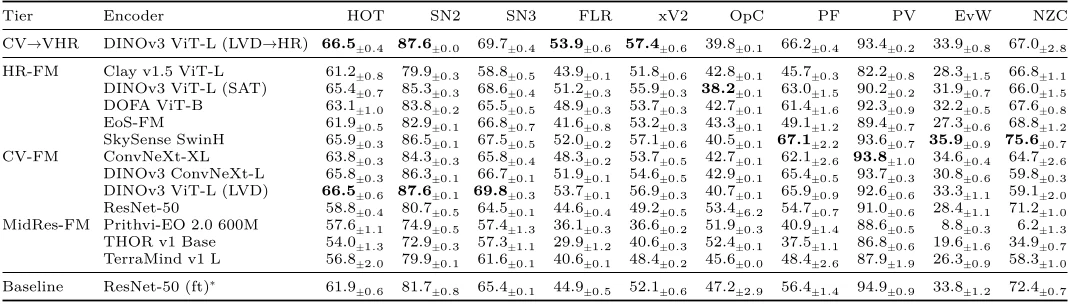 Tier Encoder HOT SN2 SN3 FLR xV2 OpC PF PV EvW NZC
CV→VHR DINOv3 ViT-L (LVD→HR) 66.5±0.4 87.6±0.0 69.7±0.4 53.9±0.6 57.4±0.6 39.8±0.1 66.2±0.4 93.4±0.2 33.9±0.8 67.0±2.8
HR-FM Clay v1.5 ViT-L 61.2±0.8 79.9±0.3 58.8±0.5 43.9±0.1 51.8±0.6 42.8±0.1 45.7±0.3 82.2±0.8 28.3±1.5 66.8±1.1
DINOv3 ViT-L (SAT) 65.4±0.7 85.3±0.3 68.6±0.4 51.2±0.3 55.9±0.3 38.2±0.1 63.0±1.5 90.2±0.2 31.9±0.7 66.0±1.5
DOFA ViT-B 63.1±1.0 83.8±0.2 65.5±0.5 48.9±0.3 53.7±0.3 42.7±0.1 61.4±1.6 92.3±0.9 32.2±0.5 67.6±0.8
EoS-FM 61.9±0.5 82.9±0.1 66.8±0.7 41.6±0.8 53.2±0.3 43.3±0.1 49.1±1.2 89.4±0.7 27.3±0.6 68.8±1.2
SkySense SwinH 65.9±0.3 86.5±0.1 67.5±0.5 52.0±0.2 57.1±0.6 40.5±0.1 67.1±2.2 93.6±0.7 35.9±0.9 75.6±0.7
CV-FM ConvNeXt-XL 63.8±0.3 84.3±0.3 65.8±0.4 48.3±0.2 53.7±0.5 42.7±0.1 62.1±2.6 93.8±1.0 34.6±0.4 64.7±2.6
DINOv3 ConvNeXt-L 65.8±0.3 86.3±0.1 66.7±0.1 51.9±0.1 54.6±0.5 42.9±0.1 65.4±0.5 93.7±0.3 30.8±0.6 59.8±0.3
DINOv3 ViT-L (LVD) 66.5±0.6 87.6±0.1 69.8±0.3 53.7±0.1 56.9±0.3 40.7±0.1 65.9±0.9 92.6±0.6 33.3±1.1 59.1±2.0
ResNet-50 58.8±0.4 80.7±0.5 64.5±0.1 44.6±0.4 49.2±0.5 53.4±6.2 54.7±0.7 91.0±0.6 28.4±1.1 71.2±1.0
MidRes-FM Prithvi-EO 2.0 600M 57.6±1.1 74.9±0.5 57.4±1.3 36.1±0.3 36.6±0.2 51.9±0.3 40.9±1.4 88.6±0.5 8.8±0.3 6.2±1.3
THOR v1 Base 54.0±1.3 72.9±0.3 57.3±1.1 29.9±1.2 40.6±0.3 52.4±0.1 37.5±1.1 86.8±0.6 19.6±1.6 34.9±0.7
TerraMind v1 L 56.8±2.0 79.9±0.1 61.6±0.1 40.6±0.1 48.4±0.2 45.6±0.0 48.4±2.6 87.9±1.9 26.3±0.9 58.3±1.0
Baseline ResNet-50 (ft)* 61.9±0.6 81.7±0.8 65.4±0.1 44.9±0.5 52.1±0.6 47.2±2.9 56.4±1.4 94.9±0.9 33.8±1.2 72.4±0.7